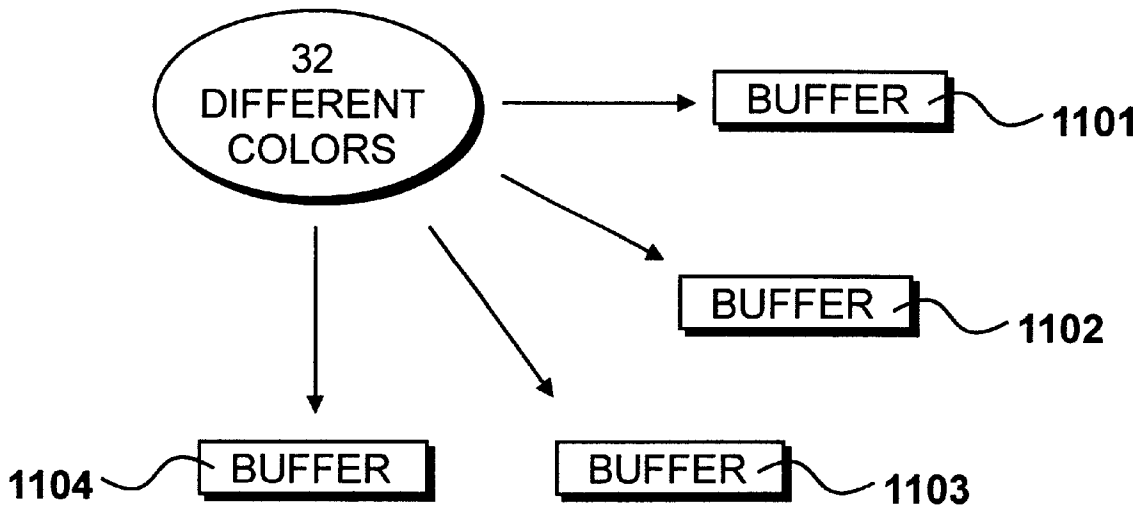 32
DIFFERENT
COLORS
BUFFER
1101
BUFFER
1102
BUFFER
1103
BUFFER
1104